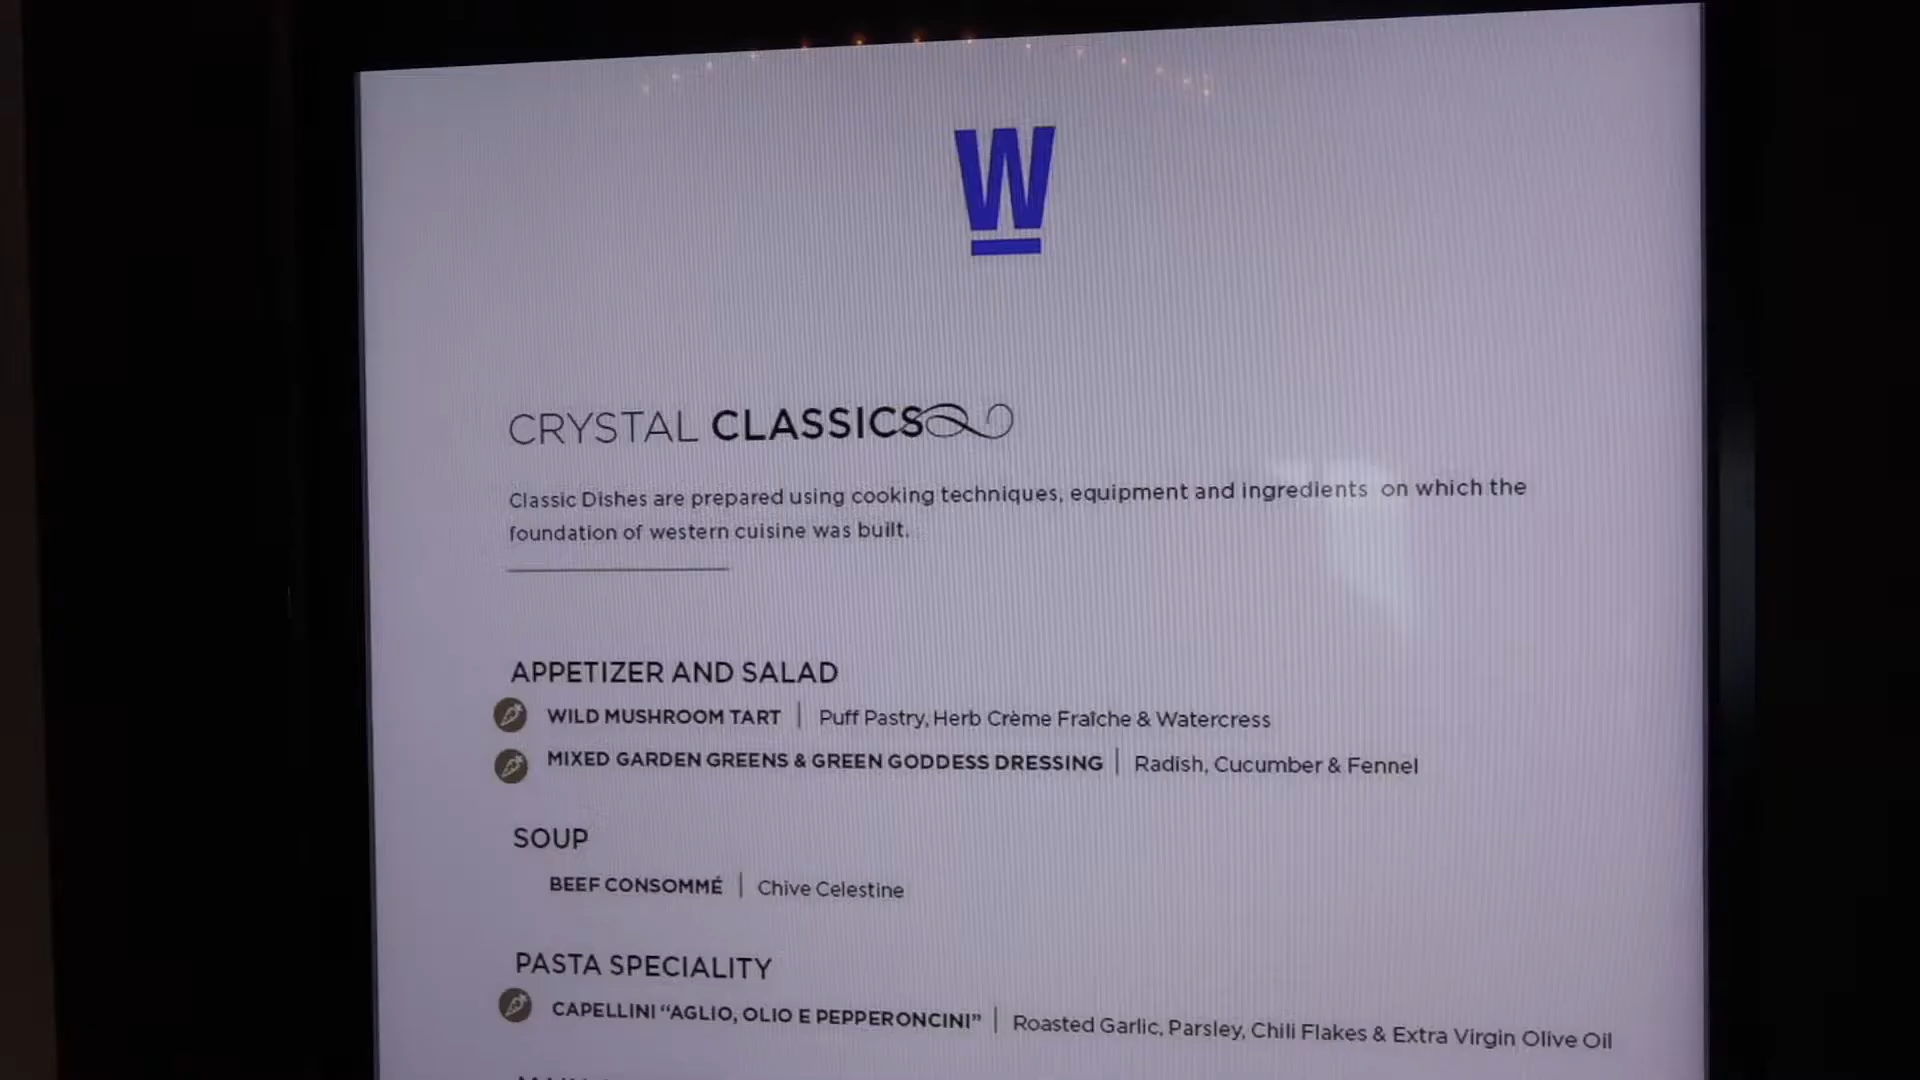 W
CRYSTAL CLASSICS
Classic Dishes are prepared using cooking techniques, equipment and ingredients on which the
foundation of western cuisine was built.
APPETIZER AND SALAD
WILD MUSHROOM TART | Puff Pastry, Herb Crème Fraîche & Watercress
MIXED GARDEN GREENS & GREEN GODDESS DRESSING | Radish, Cucumber & Fennel
SOUP
BEEF CONSOMMÉ | Chive Celestine
PASTA SPECIALITY
CAPELLINI "AGLIO, OLIO E PEPPERONCINI" | Roasted Garlic, Parsley, Chili Flakes & Extra Virgin Olive Oil